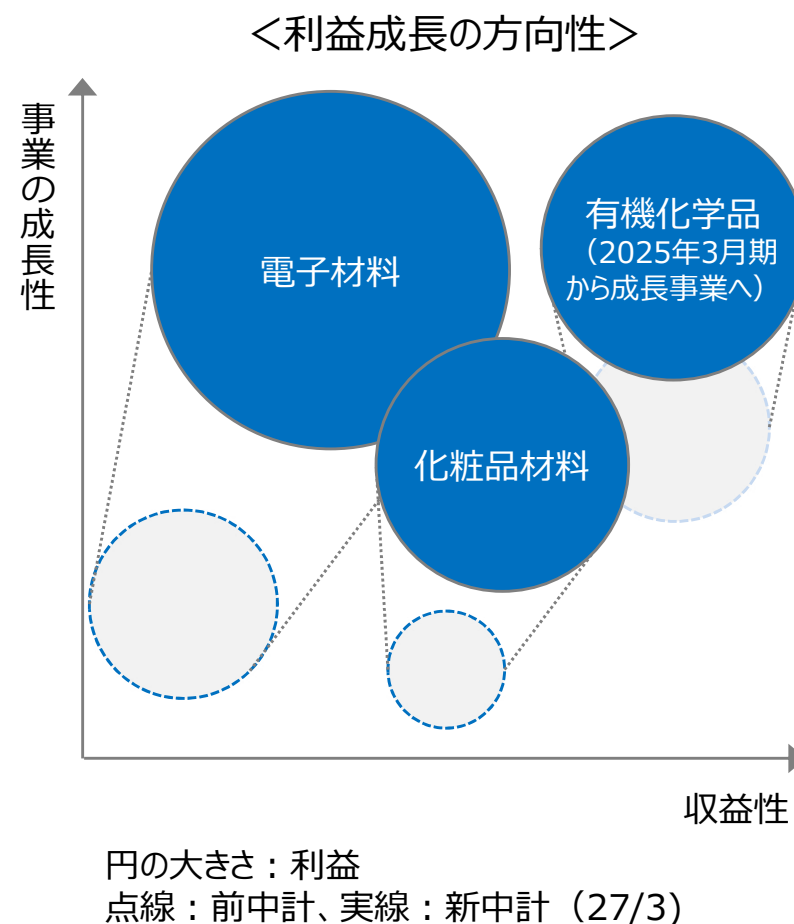 ＜利益成長の方向性＞
事業の成長性
電子材料
有機化学品
（2025年3月期
から成長事業へ）
化粧品材料
収益性
円の大きさ：利益
点線：前中計、実線：新中計（27/3)